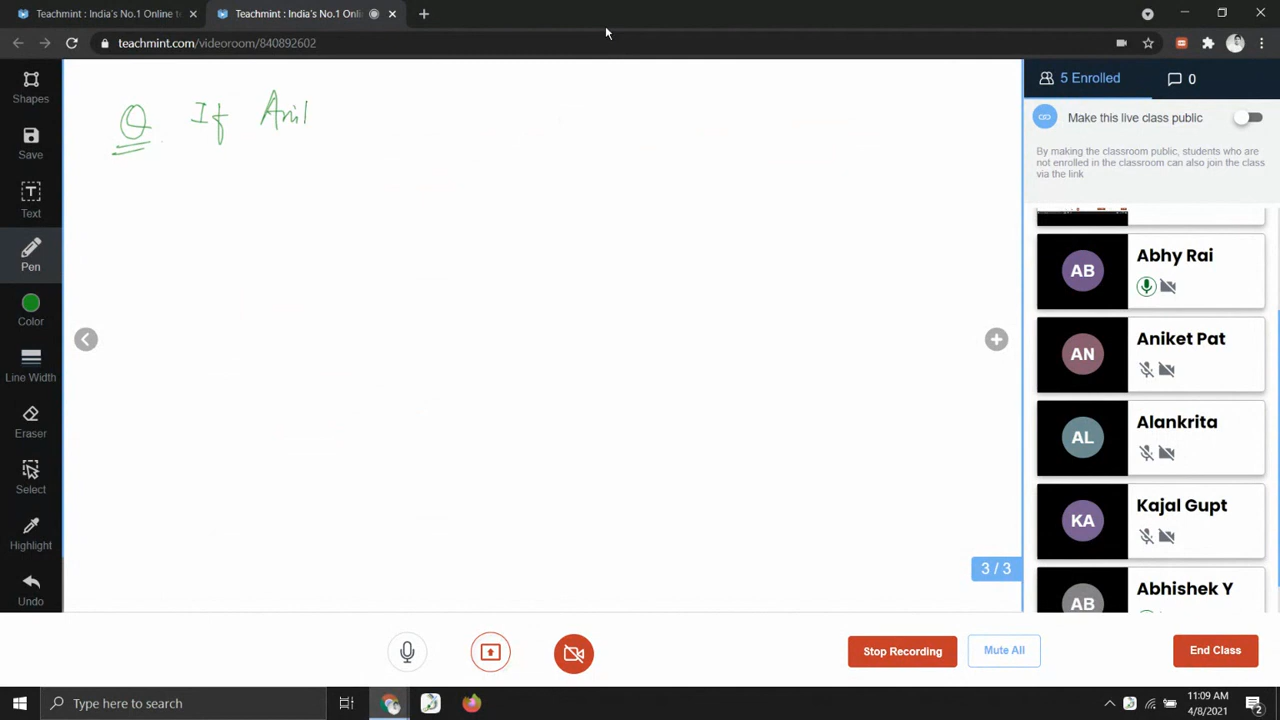 Teachmint : India's No.1 Online t
Teachmint : India's No.1 Onli
teachmint.com/videoroom/840892602
Shapes
Save
Text
Pen
Color
Line Width
Eraser
Select
Highlight
Undo
Q If Anil
3 / 3
5 Enrolled
0
Make this live class public
By making the classroom public, students who are
not enrolled in the classroom can also join the class
via the link
AB
Abhy Rai
AN
Aniket Pat
AL
Alankrita
KA
Kajal Gupt
AB
Abhishek Y
Stop Recording
Mute All
End Class
Type here to search
11:09 AM
4/8/2021
2